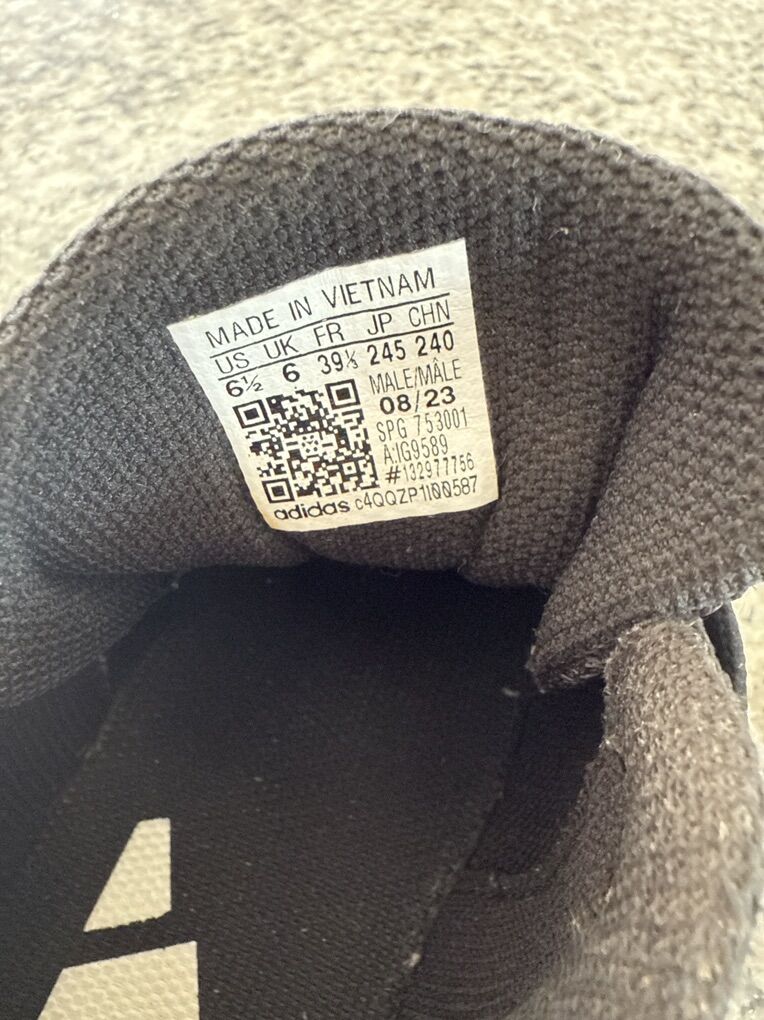 MADE IN VIETNAM
US UK FR JP CHN
6½ 6 39⅓ 245 240
MALE/MÂLE
08/23
SPG 753001
A:IG9589
#132977756
adidas c4QQZP1I00587